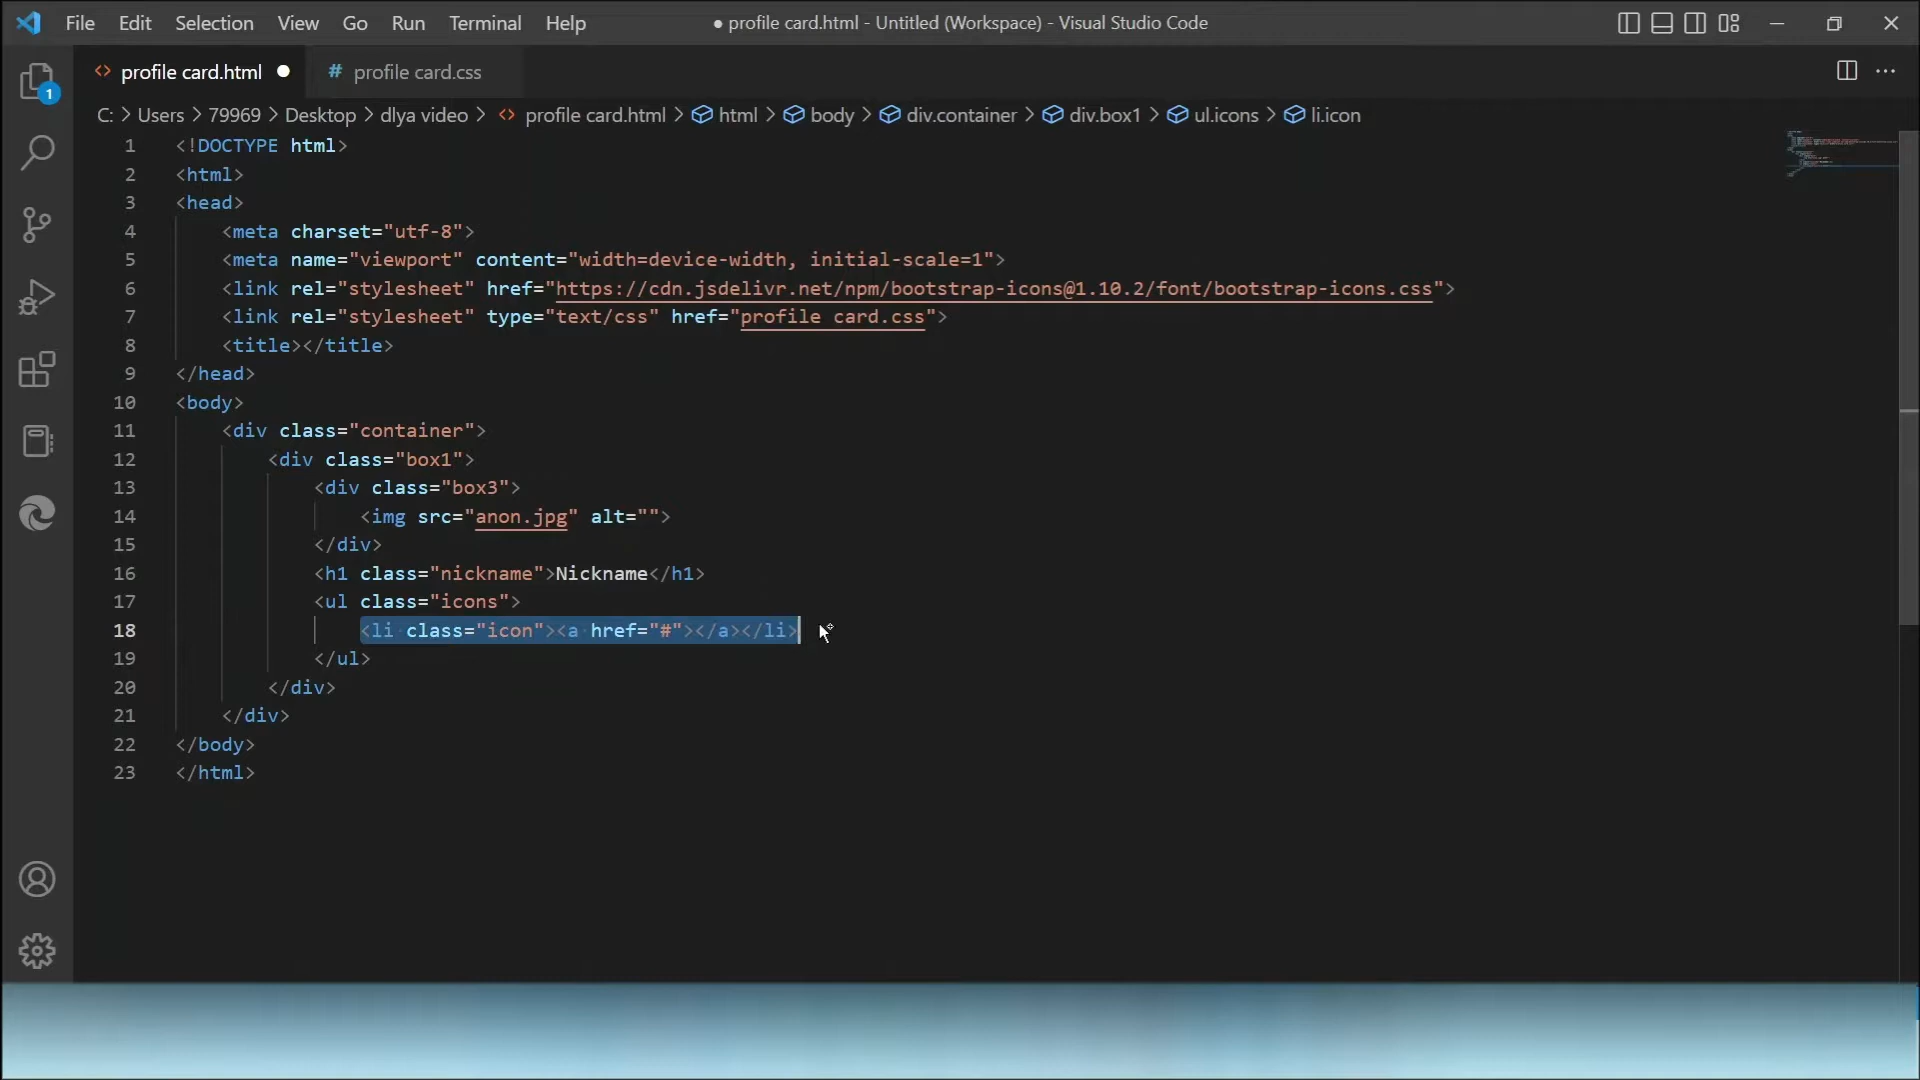 File Edit Selection View Go Run Terminal Help ● profile card.html - Untitled (Workspace) - Visual Studio Code
profile card.html # profile card.css
1
C: > Users > 79969 > Desktop > dlya video > profile card.html > html > body > div.container > div.box1 > ul.icons > li.icon
1 <!DOCTYPE html>
2 <html>
3 <head>
4 <meta charset="utf-8">
5 <meta name="viewport" content="width=device-width, initial-scale=1">
6 <link rel="stylesheet" href="https://cdn.jsdelivr.net/npm/bootstrap-icons@1.10.2/font/bootstrap-icons.css">
7 <link rel="stylesheet" type="text/css" href="profile card.css">
8 <title></title>
9 </head>
10 <body>
11 <div class="container">
12 <div class="box1">
13 <div class="box3">
14 <img src="anon.jpg" alt="">
15 </div>
16 <h1 class="nickname">Nickname</h1>
17 <ul class="icons">
18 <li class="icon"><a href="#"></a></li>
19 </ul>
20 </div>
21 </div>
22 </body>
23 </html>